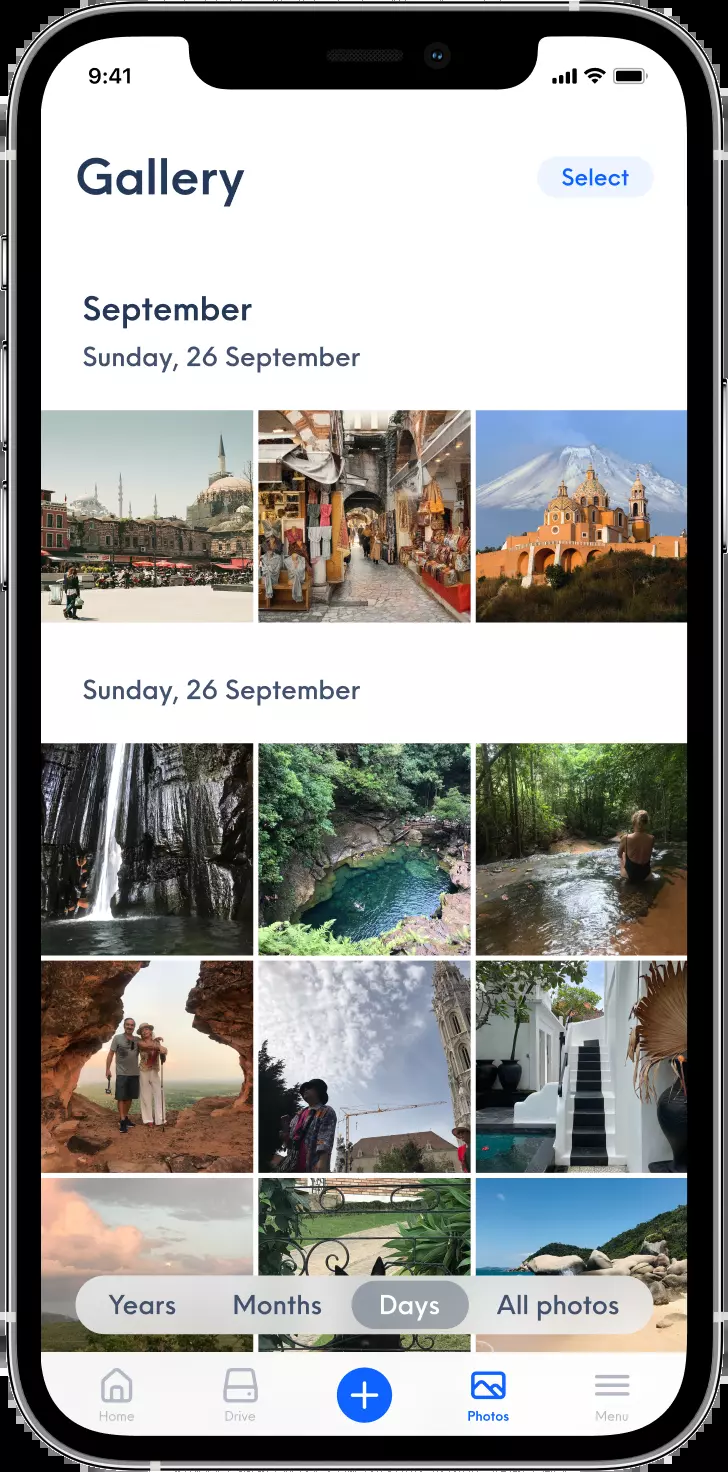 9:41
Gallery
Select
September
Sunday, 26 September
Sunday, 26 September
Years Months Days All photos
Home Drive Photos Menu